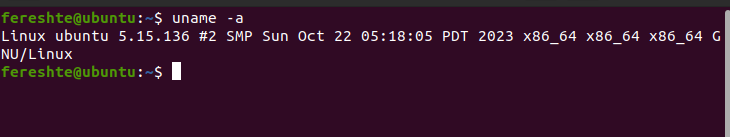 fereshte@ubuntu:~$ uname -a
Linux ubuntu 5.15.136 #2 SMP Sun Oct 22 05:18:05 PDT 2023 x86_64 x86_64 x86_64 G
NU/Linux
fereshte@ubuntu:~$